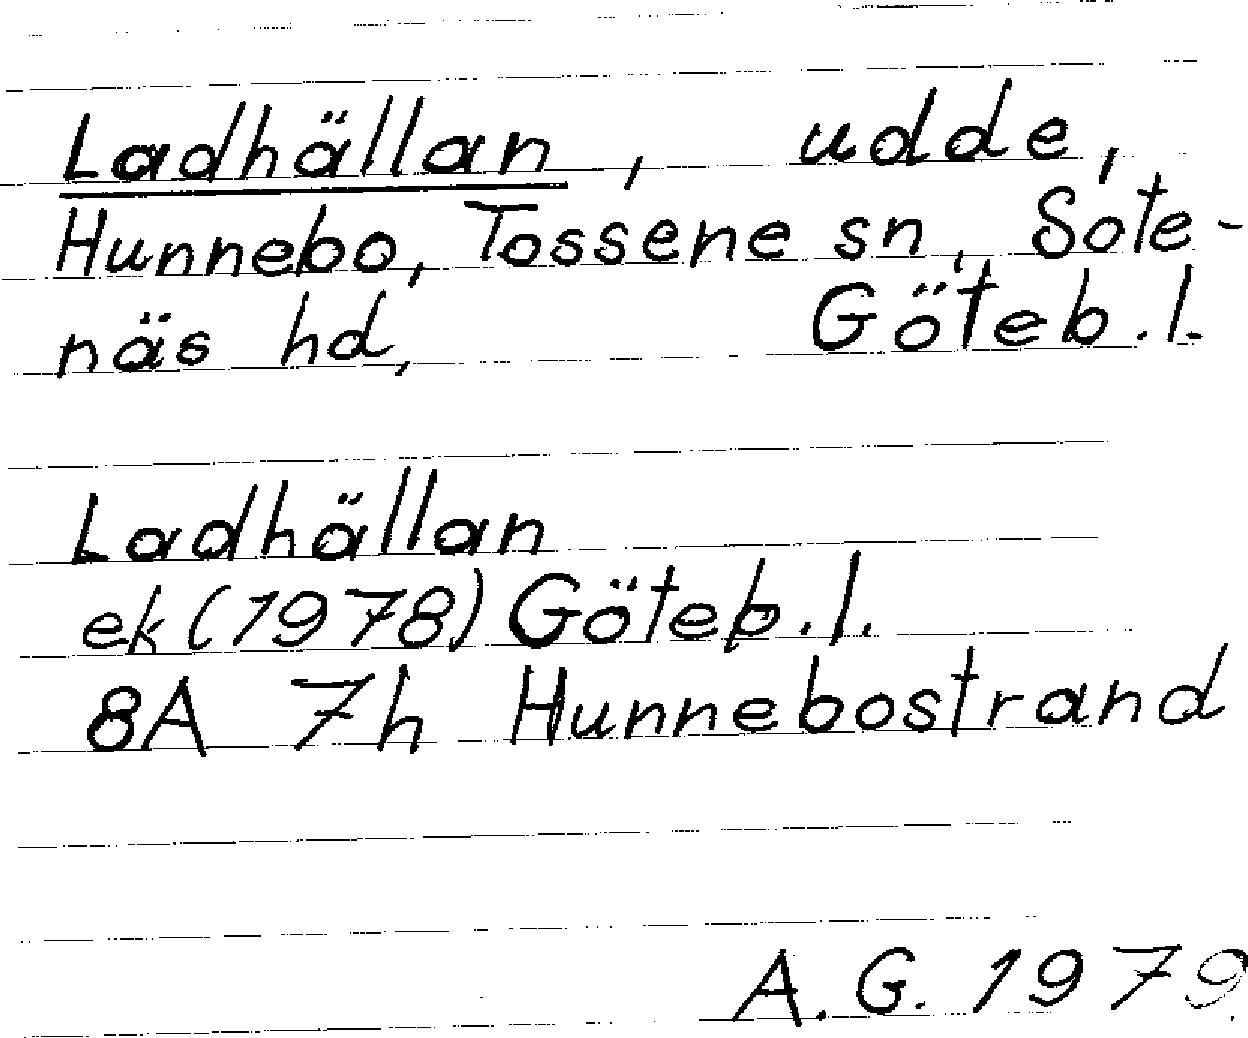 Ladhällan, udde,
Hunnebo, Tossene sn, Sote-
näs hd, Göteb.l.
Ladhällan
ek (1978) Göteb.l.
8A 7h Hunnebostrand
A.G. 1979.